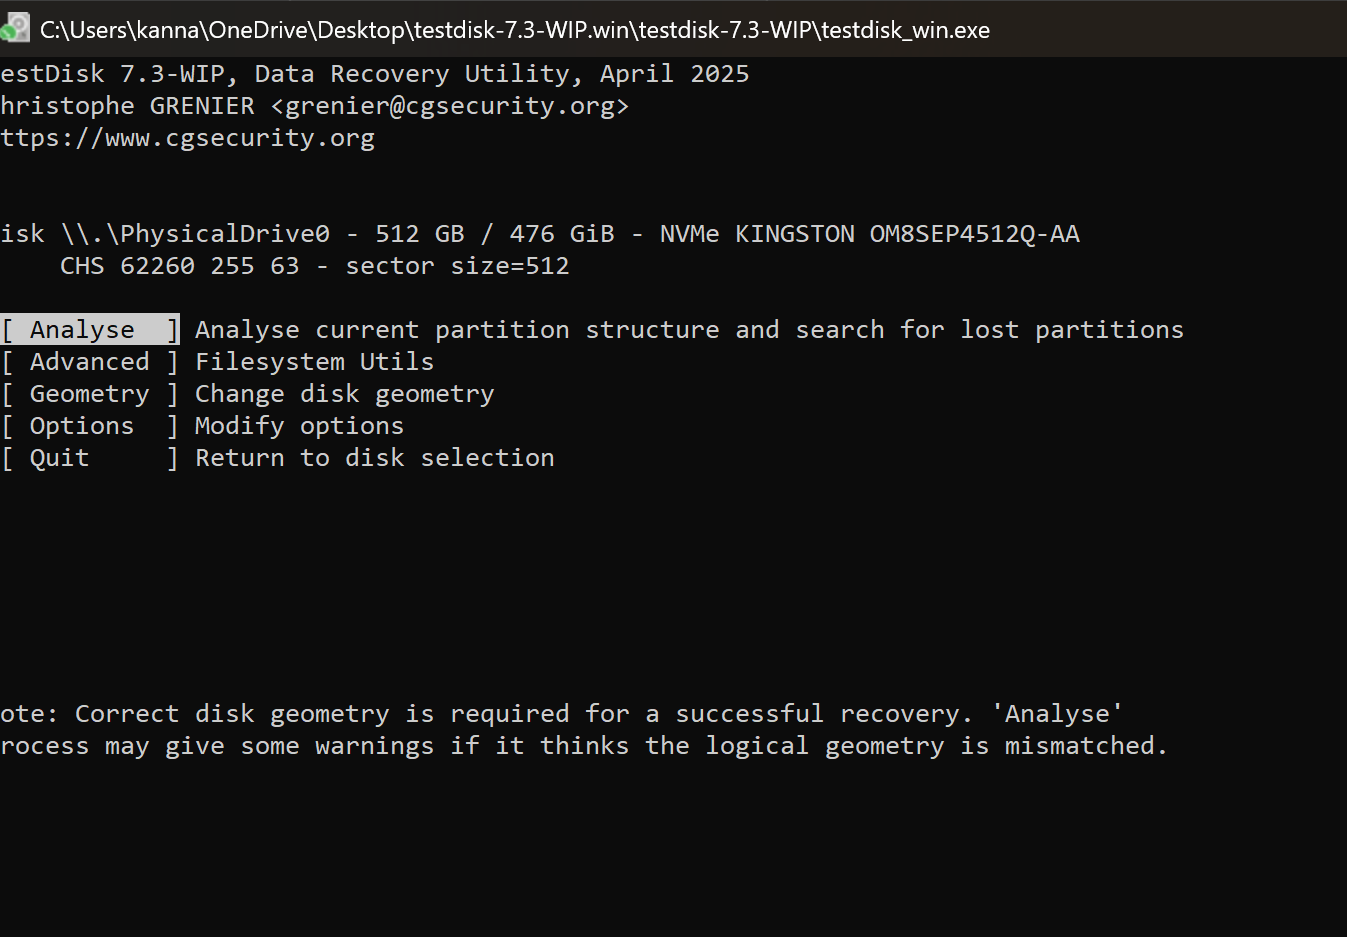 C:\Users\kanna\OneDrive\Desktop\testdisk-7.3-WIP.win\testdisk-7.3-WIP\testdisk_win.exe
estDisk 7.3-WIP, Data Recovery Utility, April 2025
hristophe GRENIER <grenier@cgsecurity.org>
ttps://www.cgsecurity.org
isk \\.\PhysicalDrive0 - 512 GB / 476 GiB - NVMe KINGSTON OM8SEP4512Q-AA
CHS 62260 255 63 - sector size=512
[ Analyse  ] Analyse current partition structure and search for lost partitions
[ Advanced ] Filesystem Utils
[ Geometry ] Change disk geometry
[ Options  ] Modify options
[ Quit     ] Return to disk selection
ote: Correct disk geometry is required for a successful recovery. 'Analyse'
rocess may give some warnings if it thinks the logical geometry is mismatched.